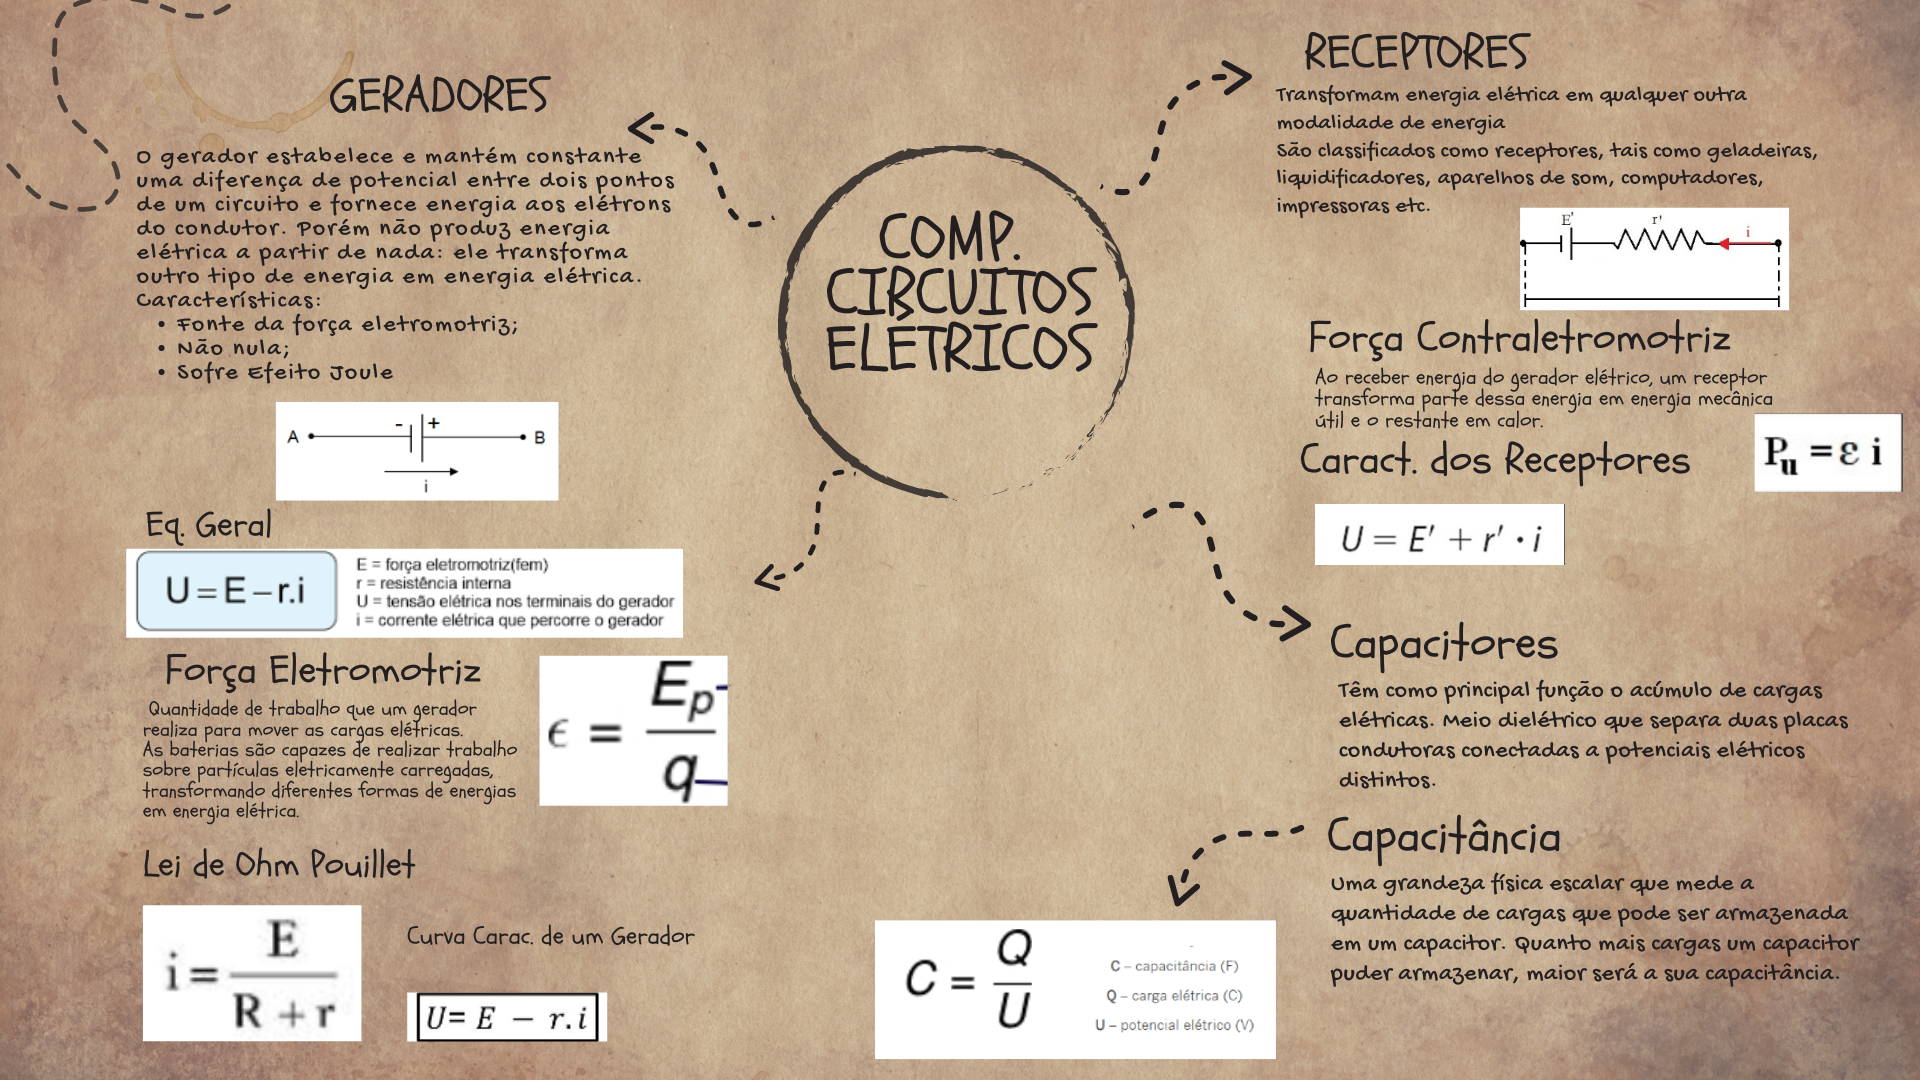 COMP.
CIRCUITOS
ELETRICOS
GERADORES
O gerador estabelece e mantém constante
uma diferença de potencial entre dois pontos
de um circuito e fornece energia aos elétrons
do condutor. Porém não produz energia
elétrica a partir de nada: ele transforma
outro tipo de energia em energia elétrica.
Características:
• Fonte da força eletromotriz;
• Não nula;
• Sofre Efeito Joule
A - + B
i
Eq. Geral
U = E – r.i
E = força eletromotriz(fem)
r = resistência interna
U = tensão elétrica nos terminais do gerador
i = corrente elétrica que percorre o gerador
Força Eletromotriz
Quantidade de trabalho que um gerador
realiza para mover as cargas elétricas.
As baterias são capazes de realizar trabalho
sobre partículas eletricamente carregadas,
transformando diferentes formas de energias
em energia elétrica.
ϵ = Ep / q
Lei de Ohm Pouillet
i = E / R + r
Curva Carac. de um Gerador
U= E − r.i
RECEPTORES
Transformam energia elétrica em qualquer outra
modalidade de energia
São classificados como receptores, tais como geladeiras,
liquidificadores, aparelhos de som, computadores,
impressoras etc.
E' r' i
Força Contraletromotriz
Ao receber energia do gerador elétrico, um receptor
transforma parte dessa energia em energia mecânica
útil e o restante em calor.
Pu = ε i
Caract. dos Receptores
U = E′ + r′ · i
Capacitores
Têm como principal função o acúmulo de cargas
elétricas. Meio dielétrico que separa duas placas
condutoras conectadas a potenciais elétricos
distintos.
Capacitância
Uma grandeza física escalar que mede a
quantidade de cargas que pode ser armazenada
em um capacitor. Quanto mais cargas um capacitor
puder armazenar, maior será a sua capacitância.
C = Q / U
C – capacitância (F)
Q – carga elétrica (C)
U – potencial elétrico (V)